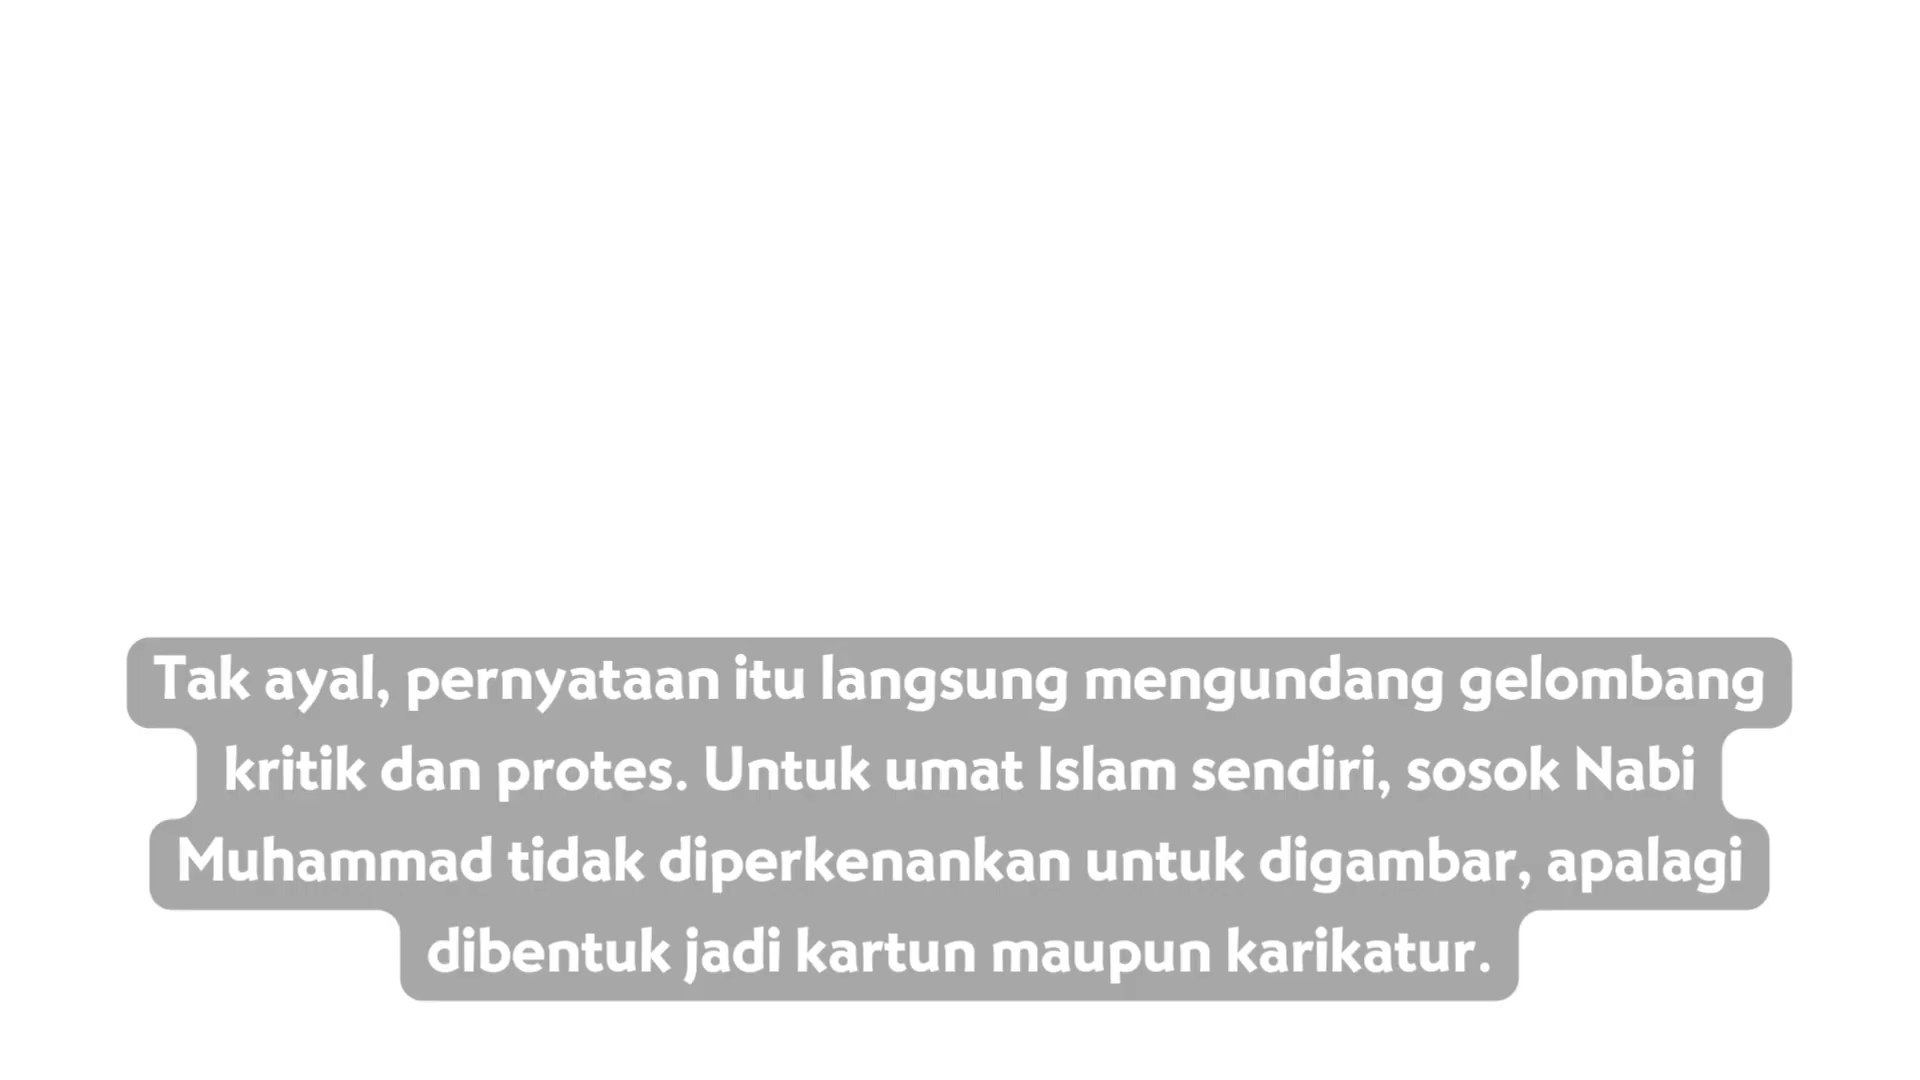 Tak ayal, pernyataan itu langsung mengundang gelombang
kritik dan protes. Untuk umat Islam sendiri, sosok Nabi
Muhammad tidak diperkenankan untuk digambar, apalagi
dibentuk jadi kartun maupun karikatur.